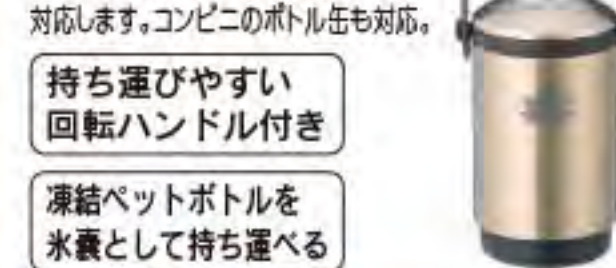 対応します。コンビニのボトル缶も対応。
持ち運びやすい
回転ハンドル付き
凍結ペットボトルを
氷嚢として持ち運べる